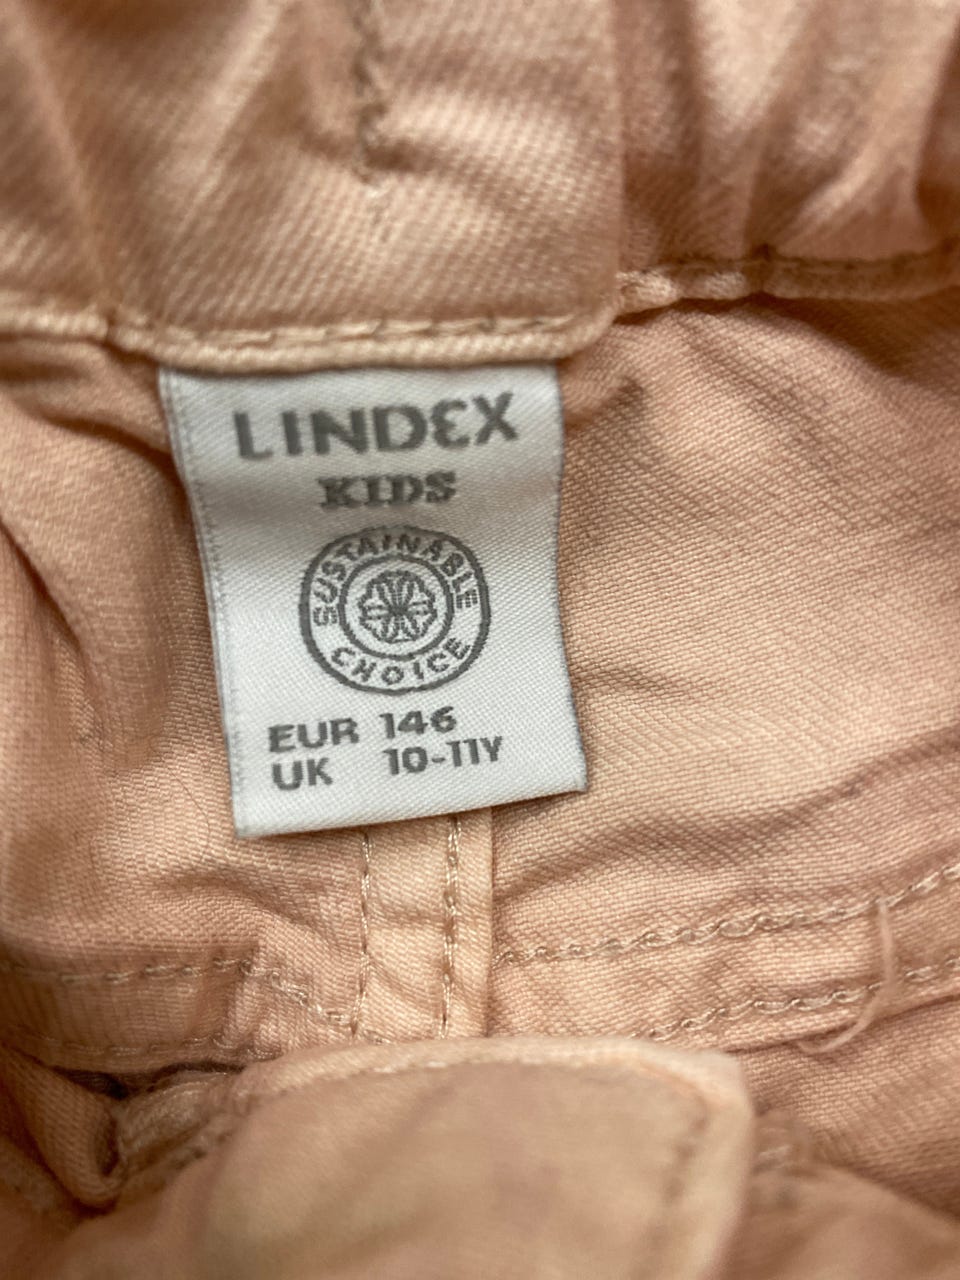 LINDEX
KIDS
SUSTAINABLE
CHOICE
EUR 146
UK 10-11Y